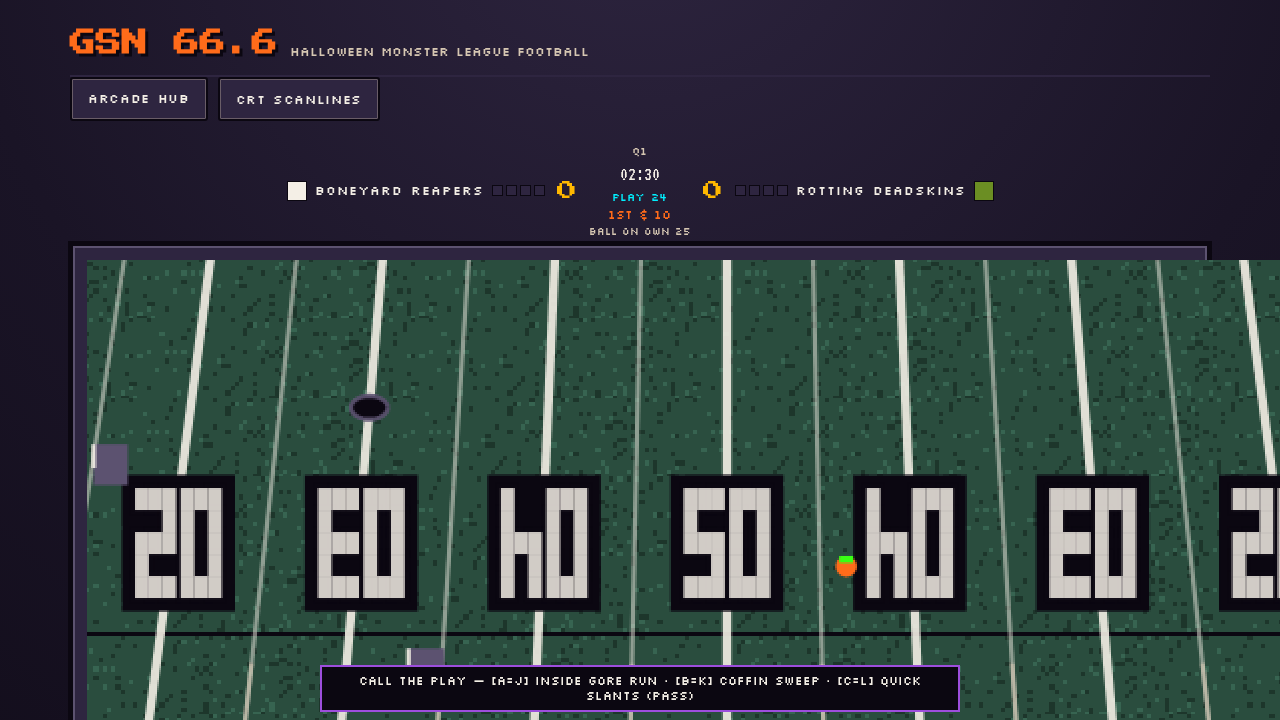 GSN 66.6
HALLOWEEN MONSTER LEAGUE FOOTBALL
ARCADE HUB
CRT SCANLINES
Q1
02:30
BONEYARD REAPERS 0
0 ROTTING DEADSKINS
PLAY 24
1ST & 10
BALL ON OWN 25
20 30 40 50 40 30 2
CALL THE PLAY — [A=J] INSIDE GORE RUN · [B=K] COFFIN SWEEP · [C=L] QUICK
SLANTS (PASS)